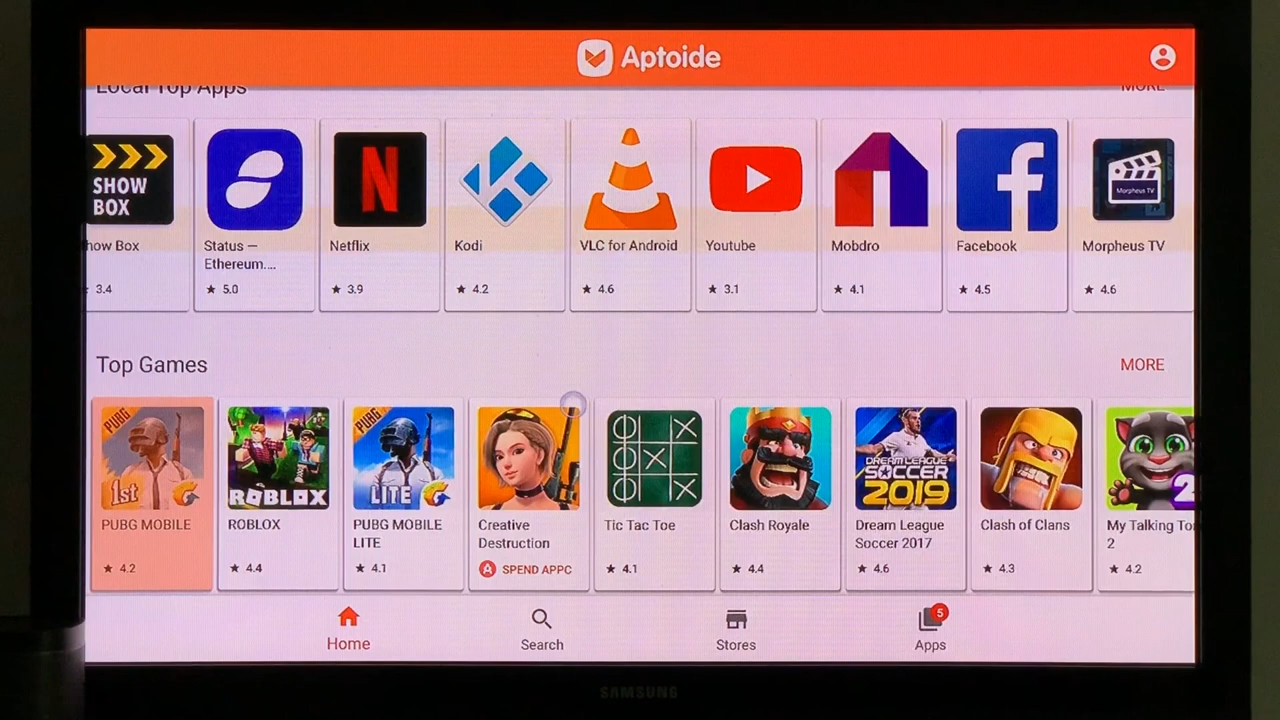 Aptoide
Local Top Apps
MORE
SHOW
BOX
N
Morpheus TV
how Box
Status —
Ethereum....
Netflix
Kodi
VLC for Android
Youtube
Mobdro
Facebook
Morpheus TV
★ 3.4
★ 5.0
★ 3.9
★ 4.2
★ 4.6
★ 3.1
★ 4.1
★ 4.5
★ 4.6
Top Games
MORE
PUBG
1st
ROBLOX
PUBG
LITE
DREAM LEAGUE
SOCCER
2019
2
PUBG MOBILE
ROBLOX
PUBG MOBILE
LITE
Creative
Destruction
Tic Tac Toe
Clash Royale
Dream League
Soccer 2017
Clash of Clans
My Talking To
2
★ 4.2
★ 4.4
★ 4.1
SPEND APPC
★ 4.1
★ 4.4
★ 4.6
★ 4.3
★ 4.2
Home
Search
Stores
5
Apps
SAMSUNG